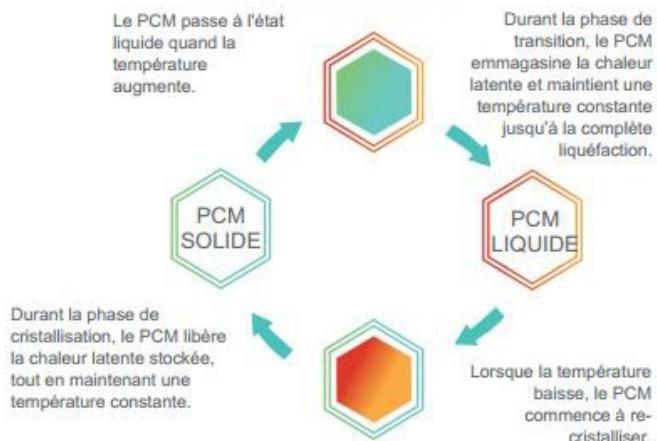 Le PCM passe à l'état
liquide quand la
température
augmente.
Durant la phase de
transition, le PCM
emmagasine la chaleur
latente et maintient une
température constante
jusqu'à la complète
liquéfaction.
PCM
SOLIDE
PCM
LIQUIDE
Durant la phase de
cristallisation, le PCM libère
la chaleur latente stockée,
tout en maintenant une
température constante.
Lorsque la température
baisse, le PCM
commence à re-
cristalliser.